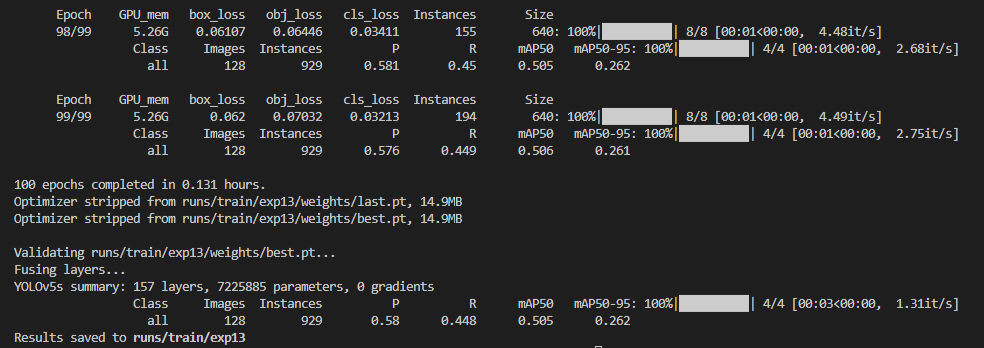 Epoch GPU_mem box_loss obj_loss cls_loss Instances Size
98/99 5.26G 0.06107 0.06446 0.03411 155 640: 100%| | 8/8 [00:01<00:00, 4.48it/s]
Class Images Instances P R mAP50 mAP50-95: 100%| | 4/4 [00:01<00:00, 2.68it/s]
all 128 929 0.581 0.45 0.505 0.262
Epoch GPU_mem box_loss obj_loss cls_loss Instances Size
99/99 5.26G 0.062 0.07032 0.03213 194 640: 100%| | 8/8 [00:01<00:00, 4.49it/s]
Class Images Instances P R mAP50 mAP50-95: 100%| | 4/4 [00:01<00:00, 2.75it/s]
all 128 929 0.576 0.449 0.506 0.261
100 epochs completed in 0.131 hours.
Optimizer stripped from runs/train/exp13/weights/last.pt, 14.9MB
Optimizer stripped from runs/train/exp13/weights/best.pt, 14.9MB
Validating runs/train/exp13/weights/best.pt...
Fusing layers...
YOLOv5s summary: 157 layers, 7225885 parameters, 0 gradients
Class Images Instances P R mAP50 mAP50-95: 100%| | 4/4 [00:03<00:00, 1.31it/s]
all 128 929 0.58 0.448 0.505 0.262
Results saved to runs/train/exp13